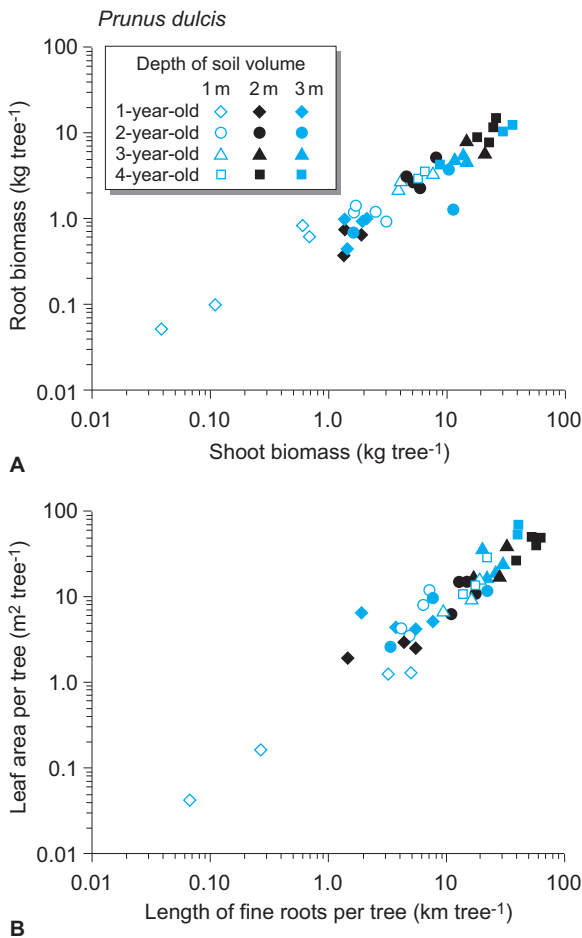 Prunus dulcis
A
100
10
1.0
0.1
0.01
Root biomass (kg tree-1)
Depth of soil volume
1 m 2 m 3 m
1-year-old
2-year-old
3-year-old
4-year-old
0.01 0.10 1.0 10 100
Shoot biomass (kg tree-1)
100
10
1.0
0.1
0.01
Leaf area per tree (m2 tree-1)
0.01 0.10 1.0 10 100
Length of fine roots per tree (km tree-1)
B